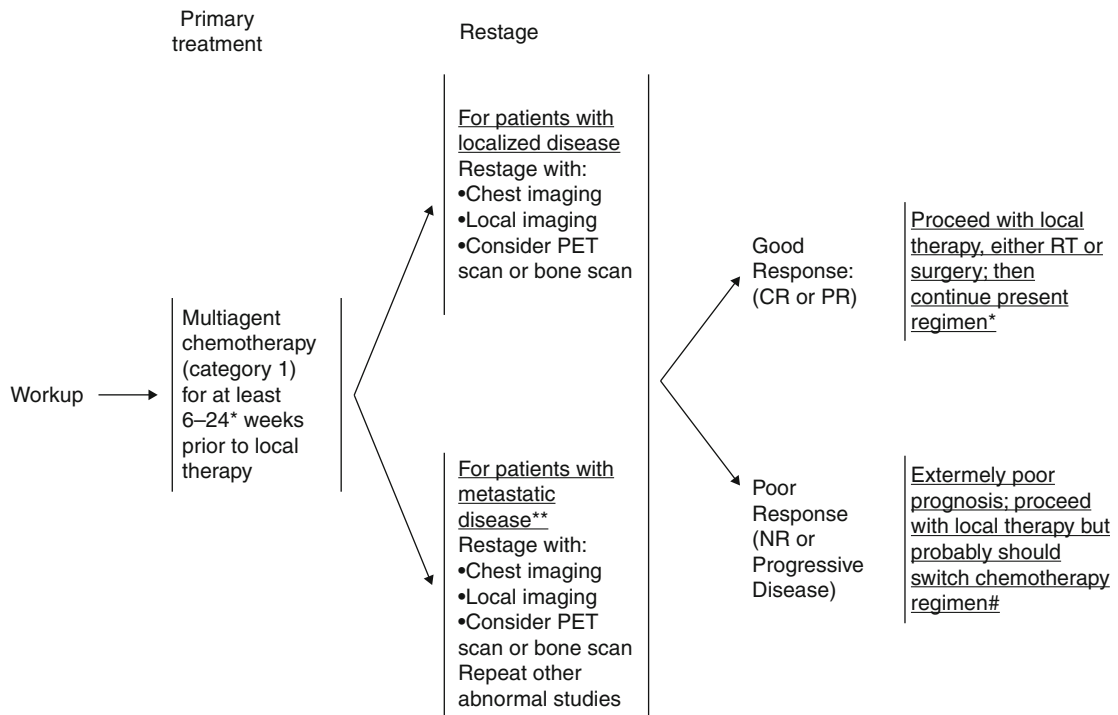 Primary
treatment
Restage
Workup
Multiagent
chemotherapy
(category 1)
for at least
6–24* weeks
prior to local
therapy
For patients with
localized disease
Restage with:
•Chest imaging
•Local imaging
•Consider PET
scan or bone scan
For patients with
metastatic
disease**
Restage with:
•Chest imaging
•Local imaging
•Consider PET
scan or bone scan
Repeat other
abnormal studies
Good
Response:
(CR or PR)
Proceed with local
therapy, either RT or
surgery; then
continue present
regimen*
Poor
Response
(NR or
Progressive
Disease)
Extermely poor
prognosis; proceed
with local therapy but
probably should
switch chemotherapy
regimen#